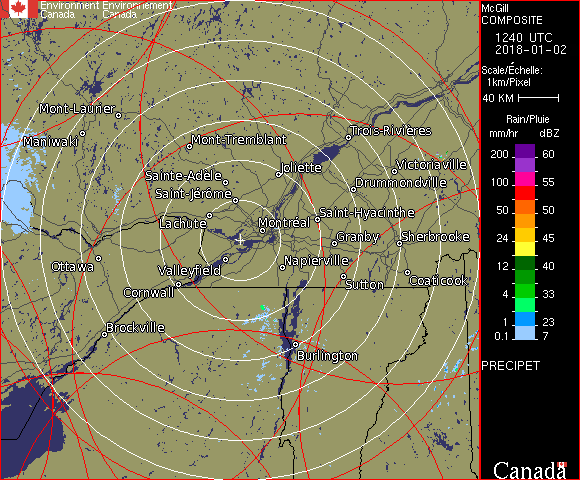 Environment Environnement
Canada Canada
McGill
COMPOSITE
1240 UTC
2018-01-02
Scale/Échelle:
1km/Pixel
40 KM
Rain/Pluie
mm/hr dBZ
200 60
155 55
100 55
50 50
24 45
12 40
4 33
1 23
0.1 7
PRECIPET
Canada
Mont-Laurier
Maniwaki
Mont-Tremblant
Trois-Rivières
Joliette
Victoriaville
Sainte-Adèle
Drummondville
Saint-Jérôme
Lachute
Montréal
Saint-Hyacinthe
Granby
Sherbrooke
Ottawa
Valleyfield
Napierville
Cornwall
Sutton
Coaticook
Brockville
Burlington